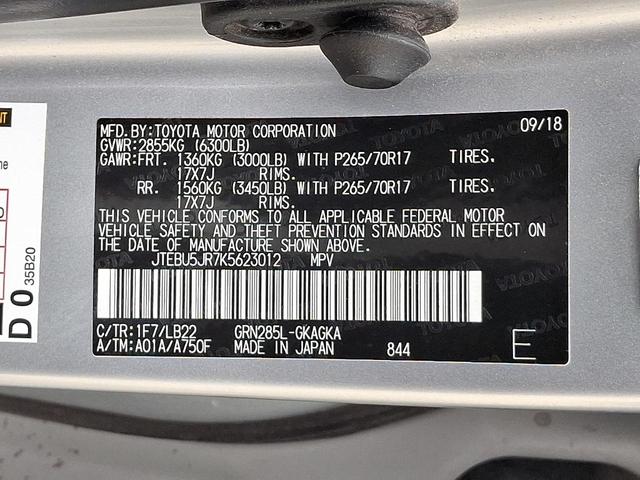 MFD.BY:TOYOTA MOTOR CORPORATION 09/18
GVWR:2855KG (6300LB)
GAWR:FRT. 1360KG (3000LB) WITH P265/70R17 TIRES.
17X7J RIMS.
RR. 1560KG (3450LB) WITH P265/70R17 TIRES.
17X7J RIMS.
THIS VEHICLE CONFORMS TO ALL APPLICABLE FEDERAL MOTOR
VEHICLE SAFETY AND THEFT PREVENTION STANDARDS IN EFFECT ON
THE DATE OF MANUFACTURE SHOWN ABOVE.
JTEBU5JR7K5623012 MPV
C/TR:1F7/LB22 GRN285L-GKAGKA
A/TM:A01A/A750F MADE IN JAPAN 844
E
D 0
35B20